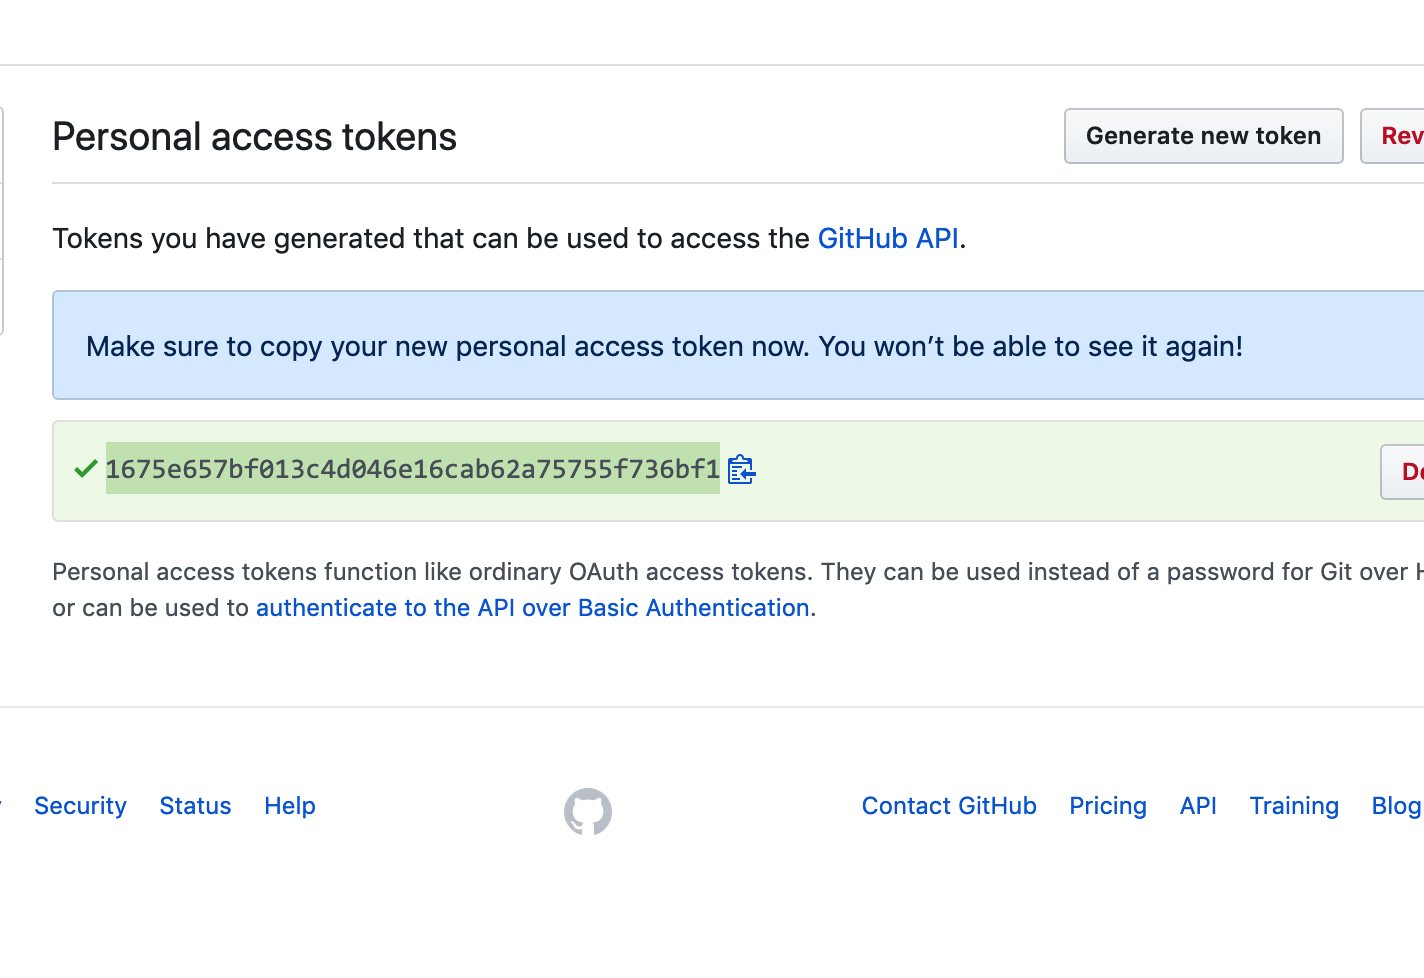 Personal access tokens
Generate new token
Rev
Tokens you have generated that can be used to access the GitHub API.
Make sure to copy your new personal access token now. You won’t be able to see it again!
1675e657bf013c4d046e16cab62a75755f736bf1
De
Personal access tokens function like ordinary OAuth access tokens. They can be used instead of a password for Git over H
or can be used to authenticate to the API over Basic Authentication.
Security Status Help
Contact GitHub Pricing API Training Blog